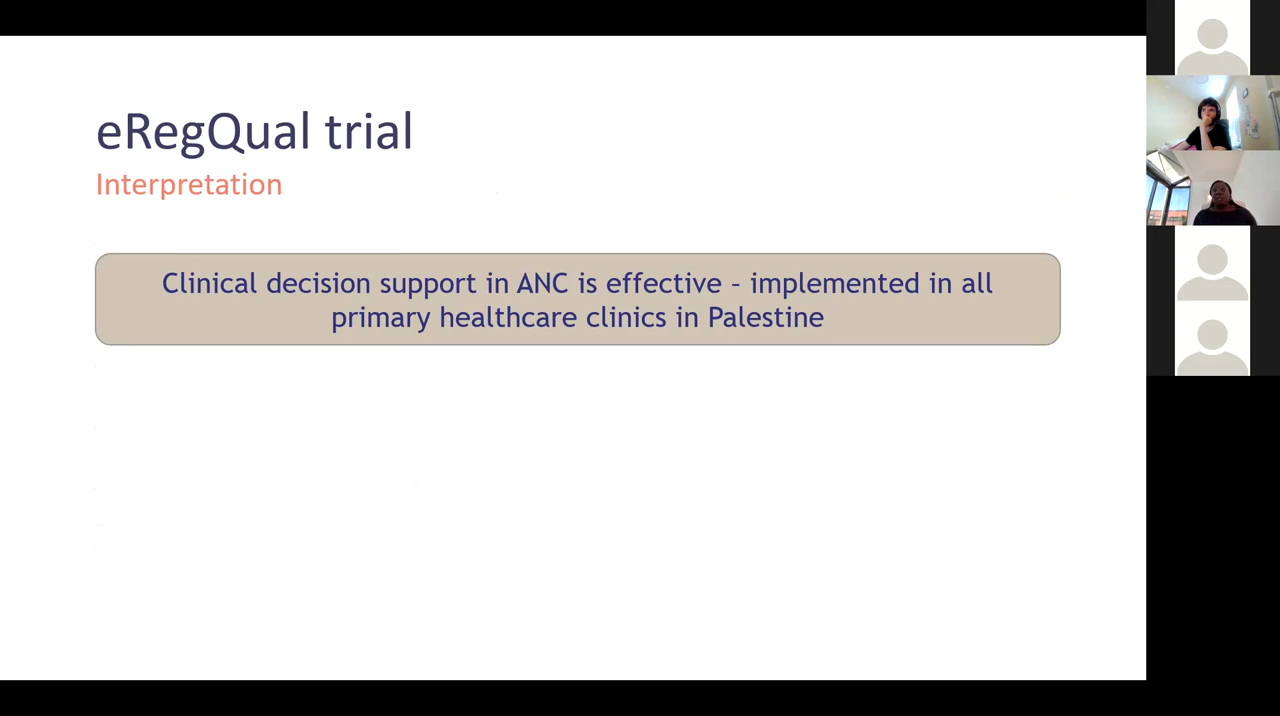 eRegQual trial
Interpretation
Clinical decision support in ANC is effective – implemented in all
primary healthcare clinics in Palestine